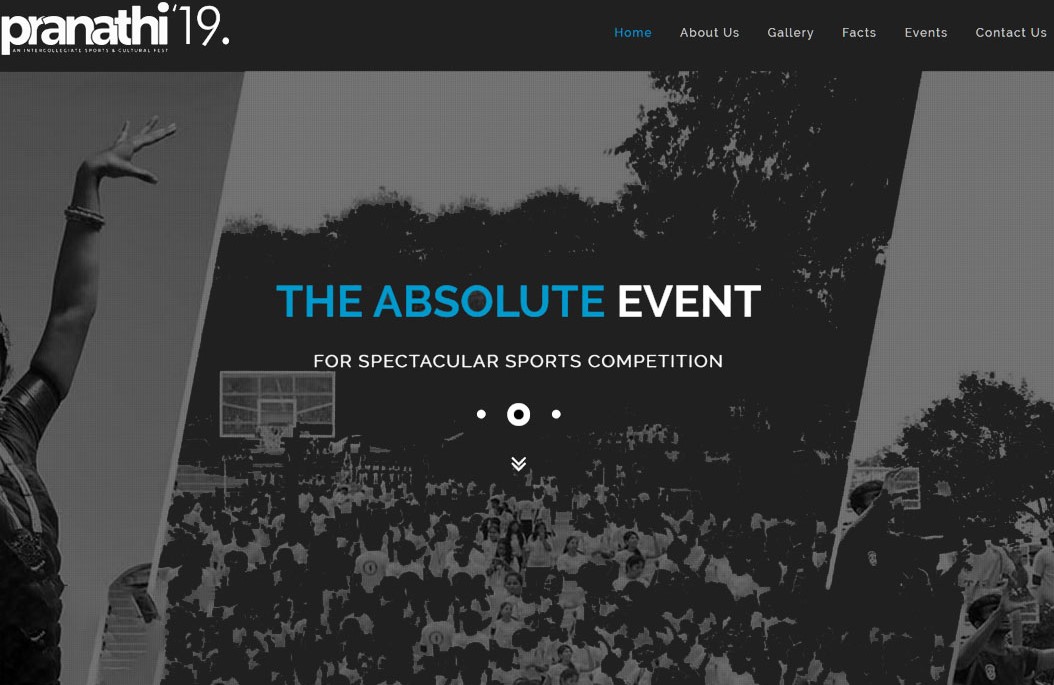 pranathi '19.
AN INTERCOLLEGIATE SPORTS & CULTURAL FEST
Home About Us Gallery Facts Events Contact Us
THE ABSOLUTE EVENT
FOR SPECTACULAR SPORTS COMPETITION